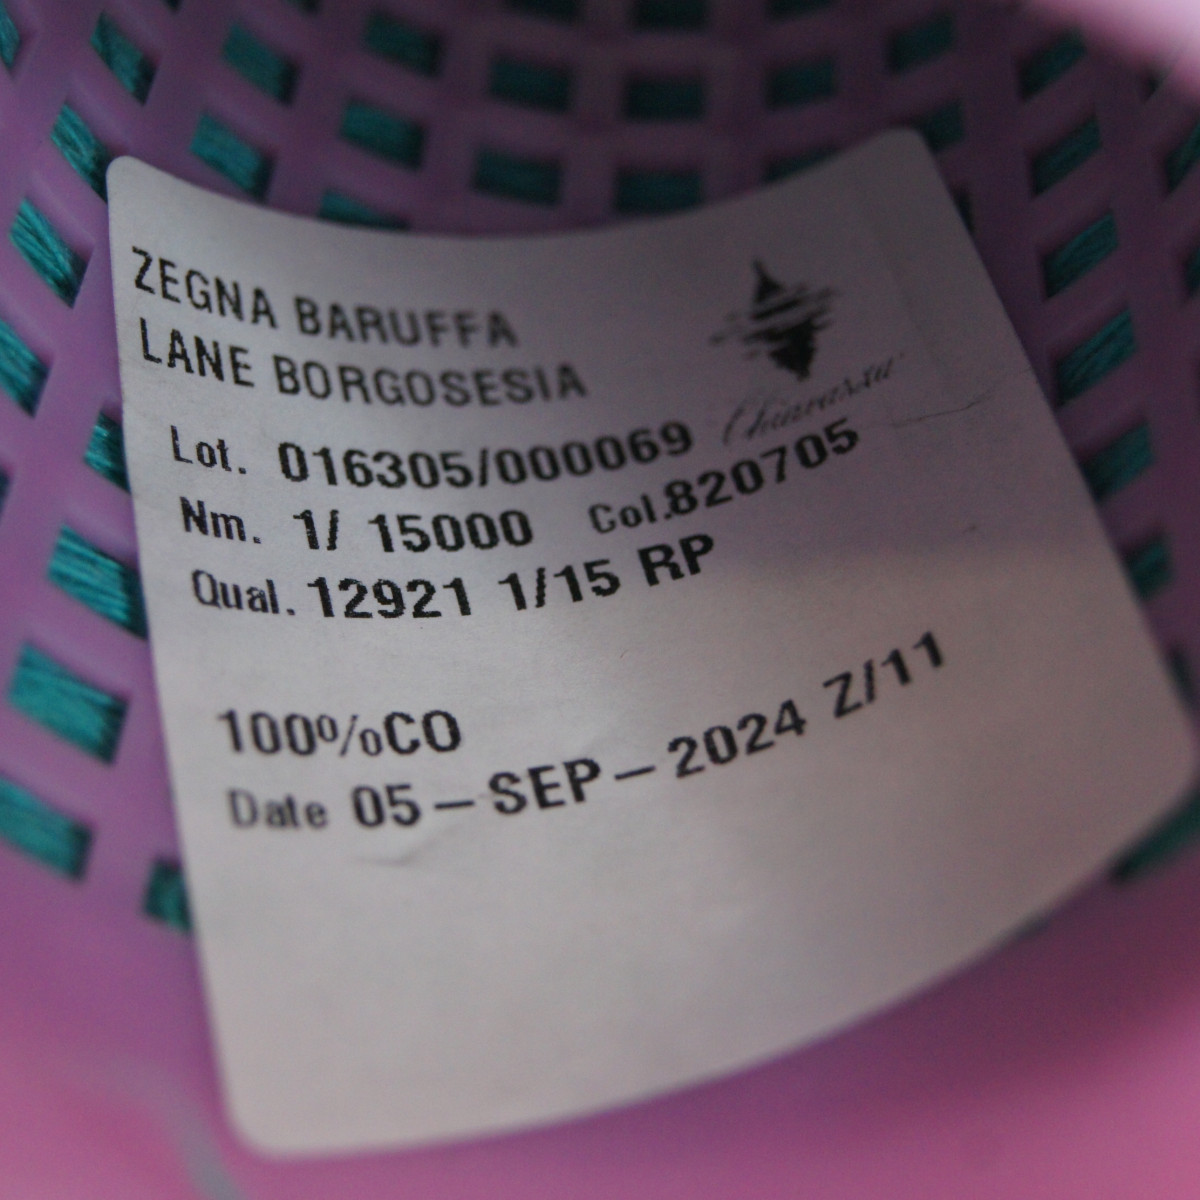 ZEGNA BARUFFA
LANE BORGOSESIA
Chiavassa
Lot. 016305/000069
Nm. 1/ 15000 Col.820705
Qual. 12921 1/15 RP
100%CO
Date 05-SEP-2024 Z/11